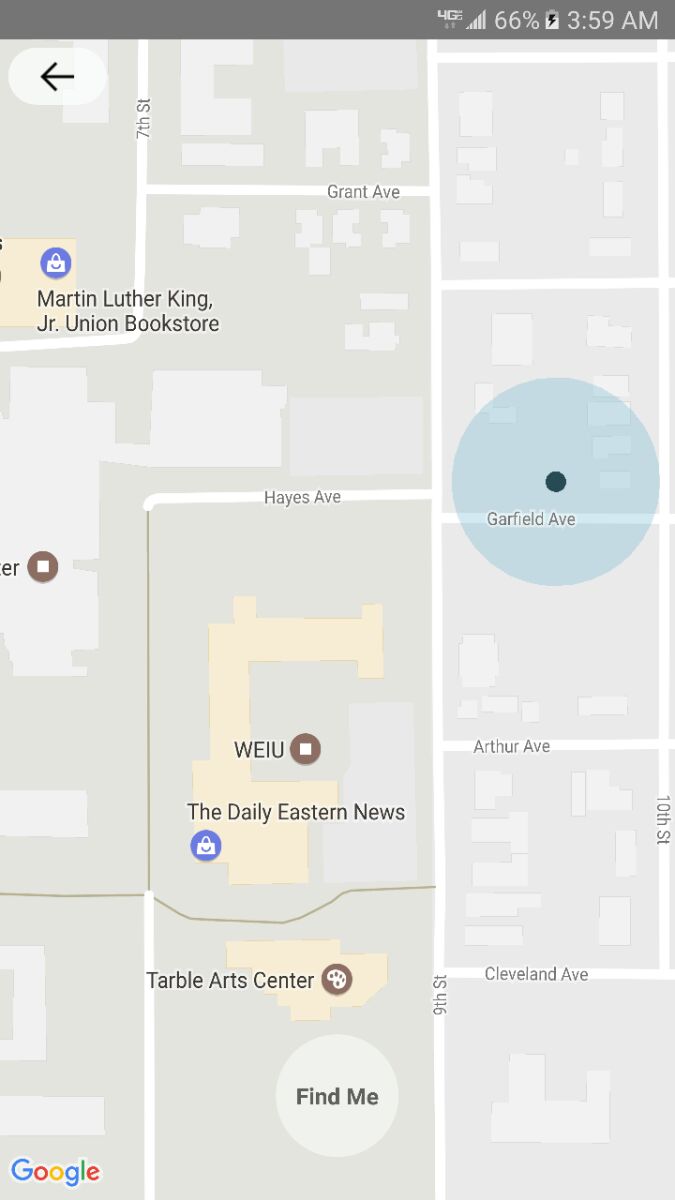 4G 66% 3:59 AM
7th St
Grant Ave
Martin Luther King,
Jr. Union Bookstore
Hayes Ave
Garfield Ave
er
WEIU
Arthur Ave
The Daily Eastern News
10th St
Tarble Arts Center
Cleveland Ave
9th St
Find Me
Google